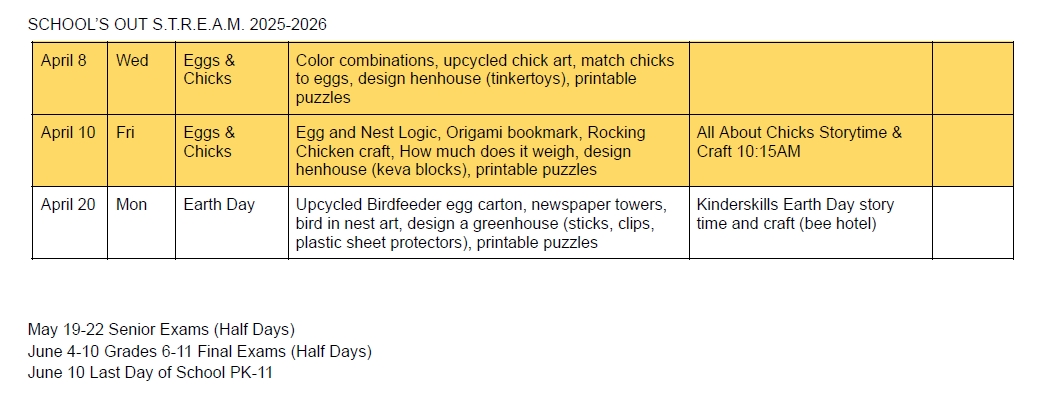 SCHOOL'S OUT S.T.R.E.A.M. 2025-2026
April 8 Wed Eggs & Color combinations, upcycled chick art, match chicks
Chicks to eggs, design henhouse (tinkertoys), printable
puzzles
April 10 Fri Eggs & Egg and Nest Logic, Origami bookmark, Rocking All About Chicks Storytime &
Chicks Chicken craft, How much does it weigh, design Craft 10:15AM
henhouse (keva blocks), printable puzzles
April 20 Mon Earth Day Upcycled Birdfeeder egg carton, newspaper towers, Kinderskills Earth Day story
bird in nest art, design a greenhouse (sticks, clips, time and craft (bee hotel)
plastic sheet protectors), printable puzzles
May 19-22 Senior Exams (Half Days)
June 4-10 Grades 6-11 Final Exams (Half Days)
June 10 Last Day of School PK-11